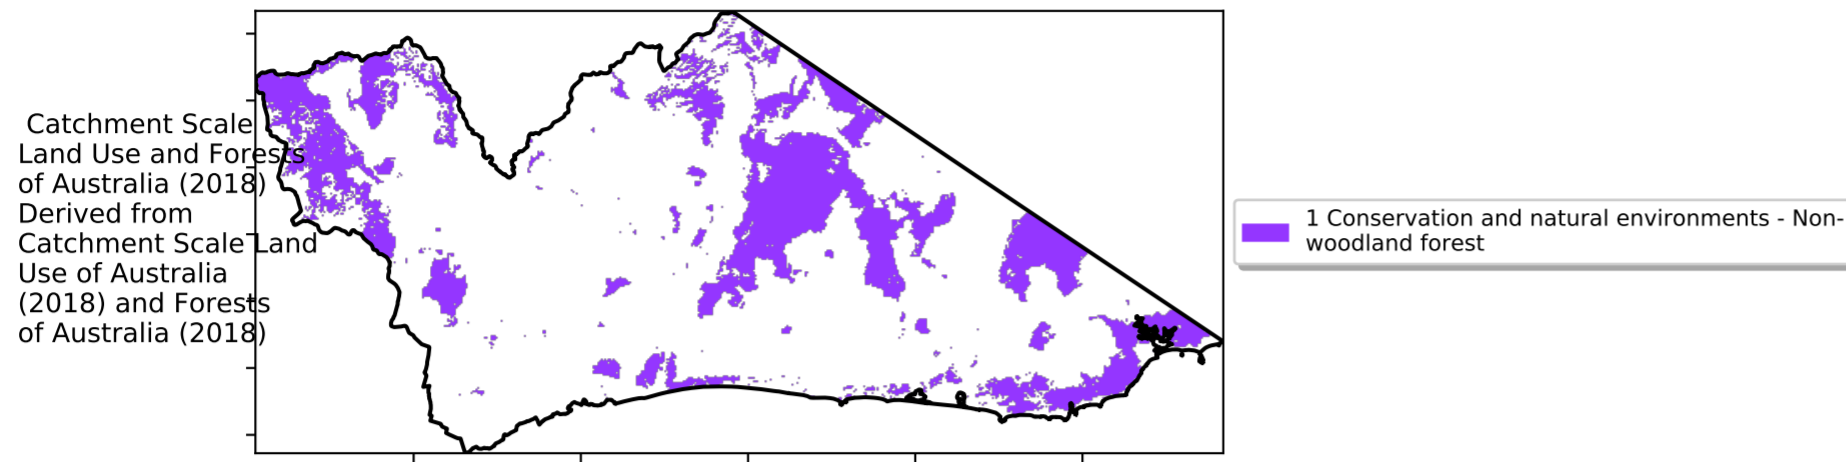 Catchment Scale
Land Use and Forests
of Australia (2018)
Derived from
Catchment Scale Land
Use of Australia
(2018) and Forests
of Australia (2018)
1 Conservation and natural environments - Non-
woodland forest